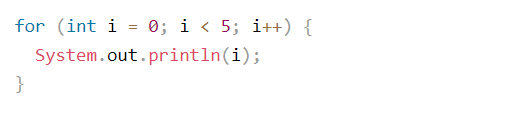 for (int i = 0; i < 5; i++) {
  System.out.println(i);
}